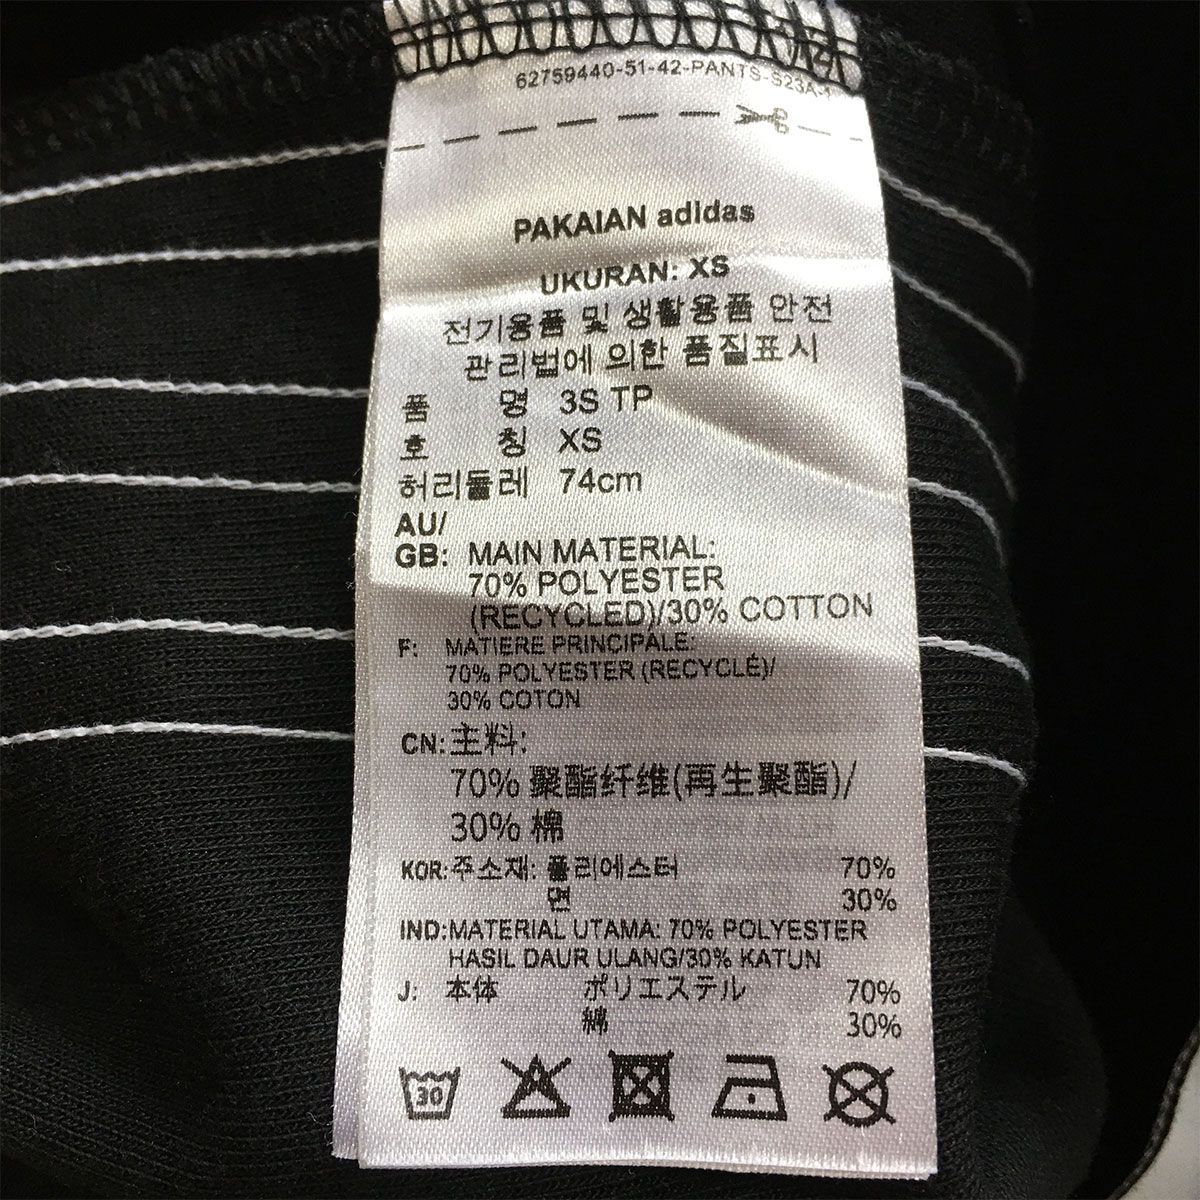 62759440-51-42-PANTS-S23A-1
PAKAIAN adidas
UKURAN: XS
전기용품 및 생활용품 안전
관리법에 의한 품질표시
품 명 3S TP
호 칭 XS
허리둘레 74cm
AU/
GB: MAIN MATERIAL:
70% POLYESTER
(RECYCLED)/30% COTTON
F: MATIERE PRINCIPALE:
70% POLYESTER (RECYCLÉ)/
30% COTON
CN: 主料:
70% 聚酯纤维(再生聚酯)/
30% 棉
KOR: 주소재: 폴리에스터 70%
면 30%
IND: MATERIAL UTAMA: 70% POLYESTER
HASIL DAUR ULANG/30% KATUN
J: 本体 ポリエステル 70%
綿 30%
30